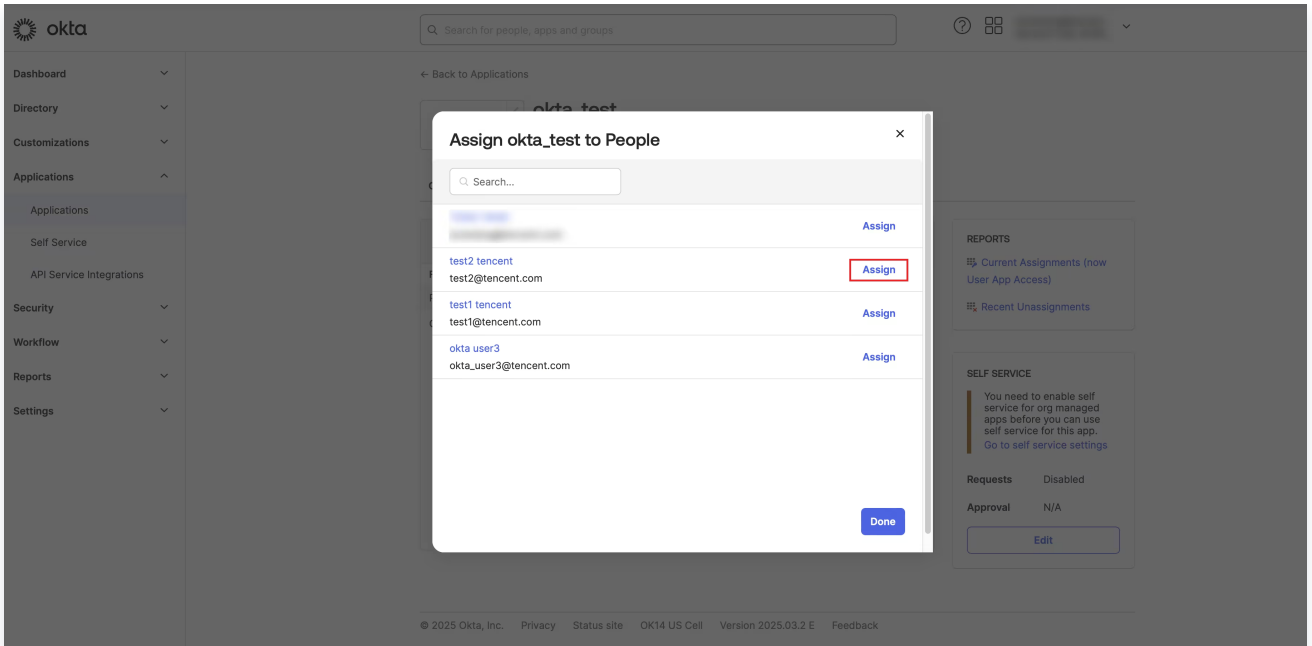 okta
Search for people, apps and groups
Dashboard
Directory
Customizations
Applications
Applications
Self Service
API Service Integrations
Security
Workflow
Reports
Settings
← Back to Applications
okta_test
Assign okta_test to People
Search...
Assign
test2 tencent
test2@tencent.com
Assign
test1 tencent
test1@tencent.com
Assign
okta user3
okta_user3@tencent.com
Assign
Done
REPORTS
Current Assignments (now
User App Access)
Recent Unassignments
SELF SERVICE
You need to enable self
service for org managed
apps before you can use
self service for this app.
Go to self service settings
Requests Disabled
Approval N/A
Edit
© 2025 Okta, Inc. Privacy Status site OK14 US Cell Version 2025.03.2 E Feedback